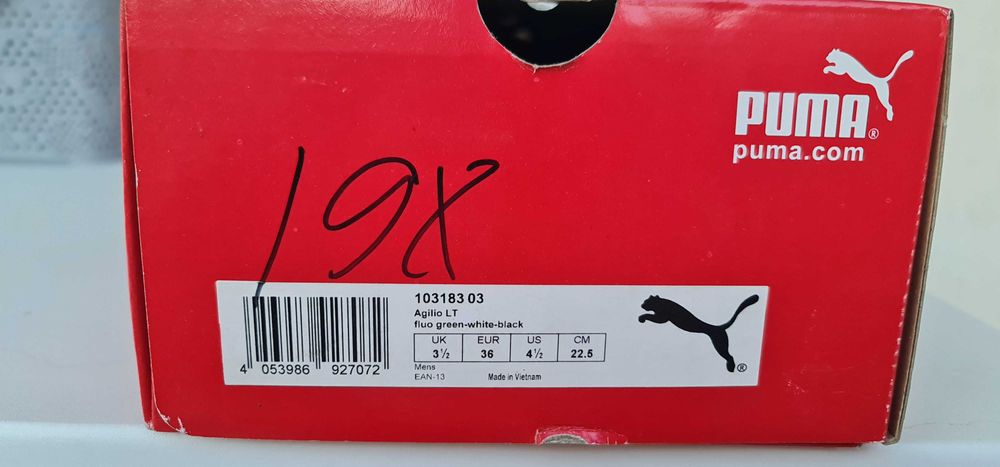 PUMA®
puma.com
19X
103183 03
Agilio LT
fluo green-white-black
UK EUR US CM
3½ 36 4½ 22.5
Mens
EAN-13 Made in Vietnam
4 053986 927072
®